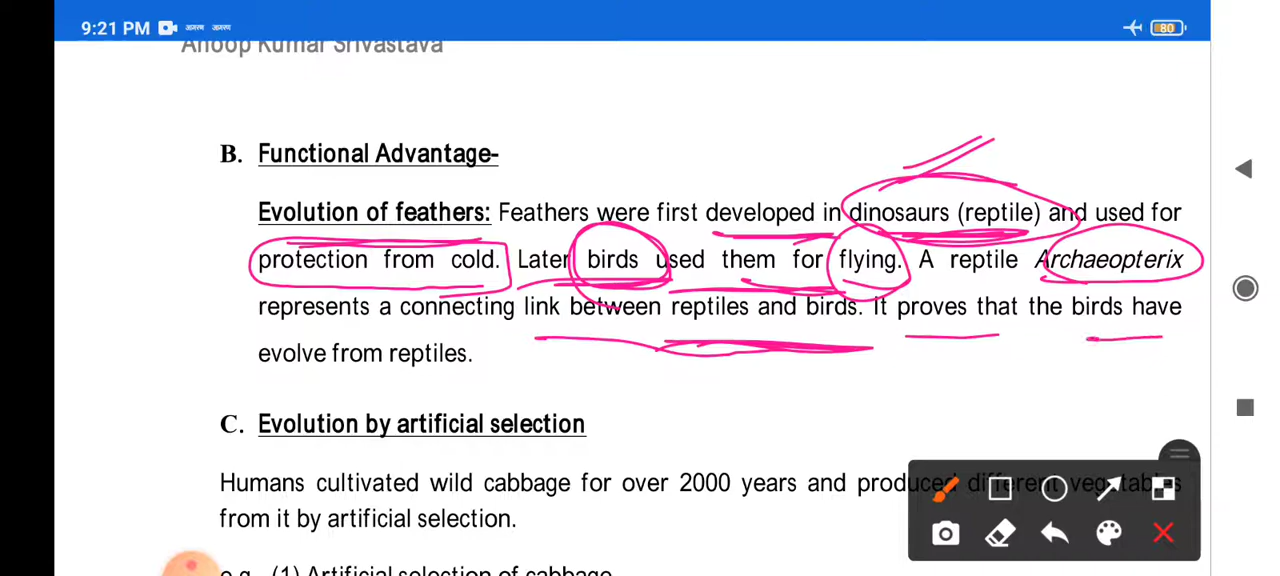 9:21 PM आमरण आमरण 80
Anoop Kumar Srivastava
B. Functional Advantage-
Evolution of feathers: Feathers were first developed in dinosaurs (reptile) and used for
protection from cold. Later birds used them for flying. A reptile Archaeopterix
represents a connecting link between reptiles and birds. It proves that the birds have
evolve from reptiles.
C. Evolution by artificial selection
Humans cultivated wild cabbage for over 2000 years and produced different vegetables
from it by artificial selection.
e.g. (1) Artificial selection of cabbage